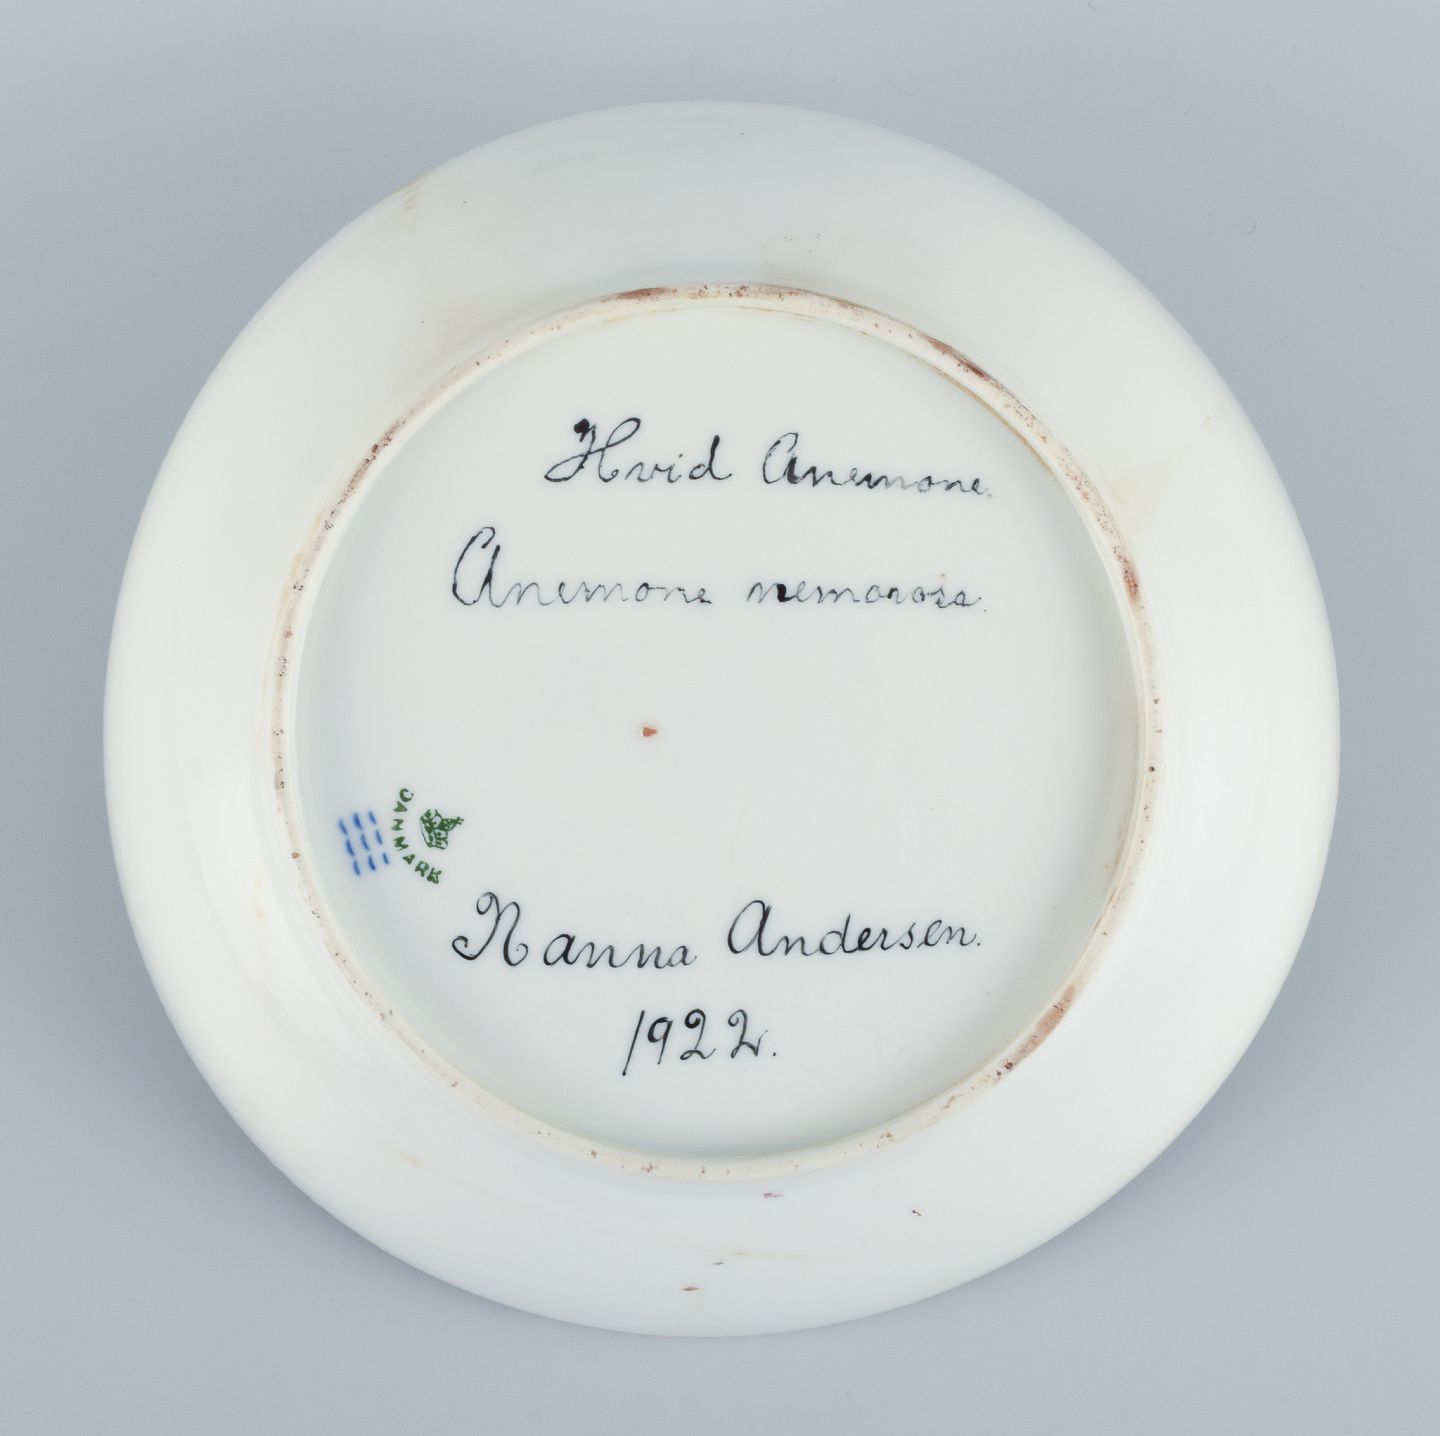 Hvid Anemone.
Anemone nemorosa.
DANMARK
Nanna Andersen.
1922.